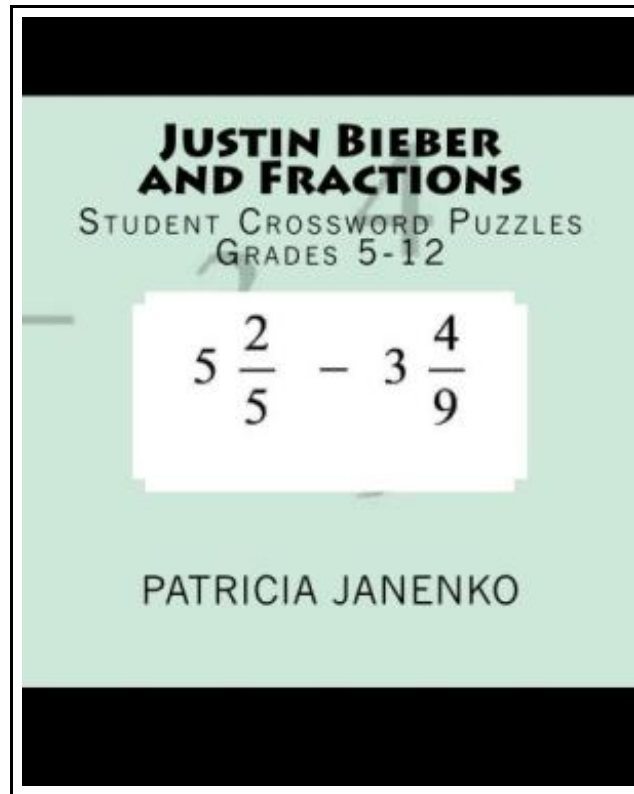 JUSTIN BIEBER
AND FRACTIONS
STUDENT CROSSWORD PUZZLES
GRADES 5-12
5 2/5 − 3 4/9
PATRICIA JANENKO